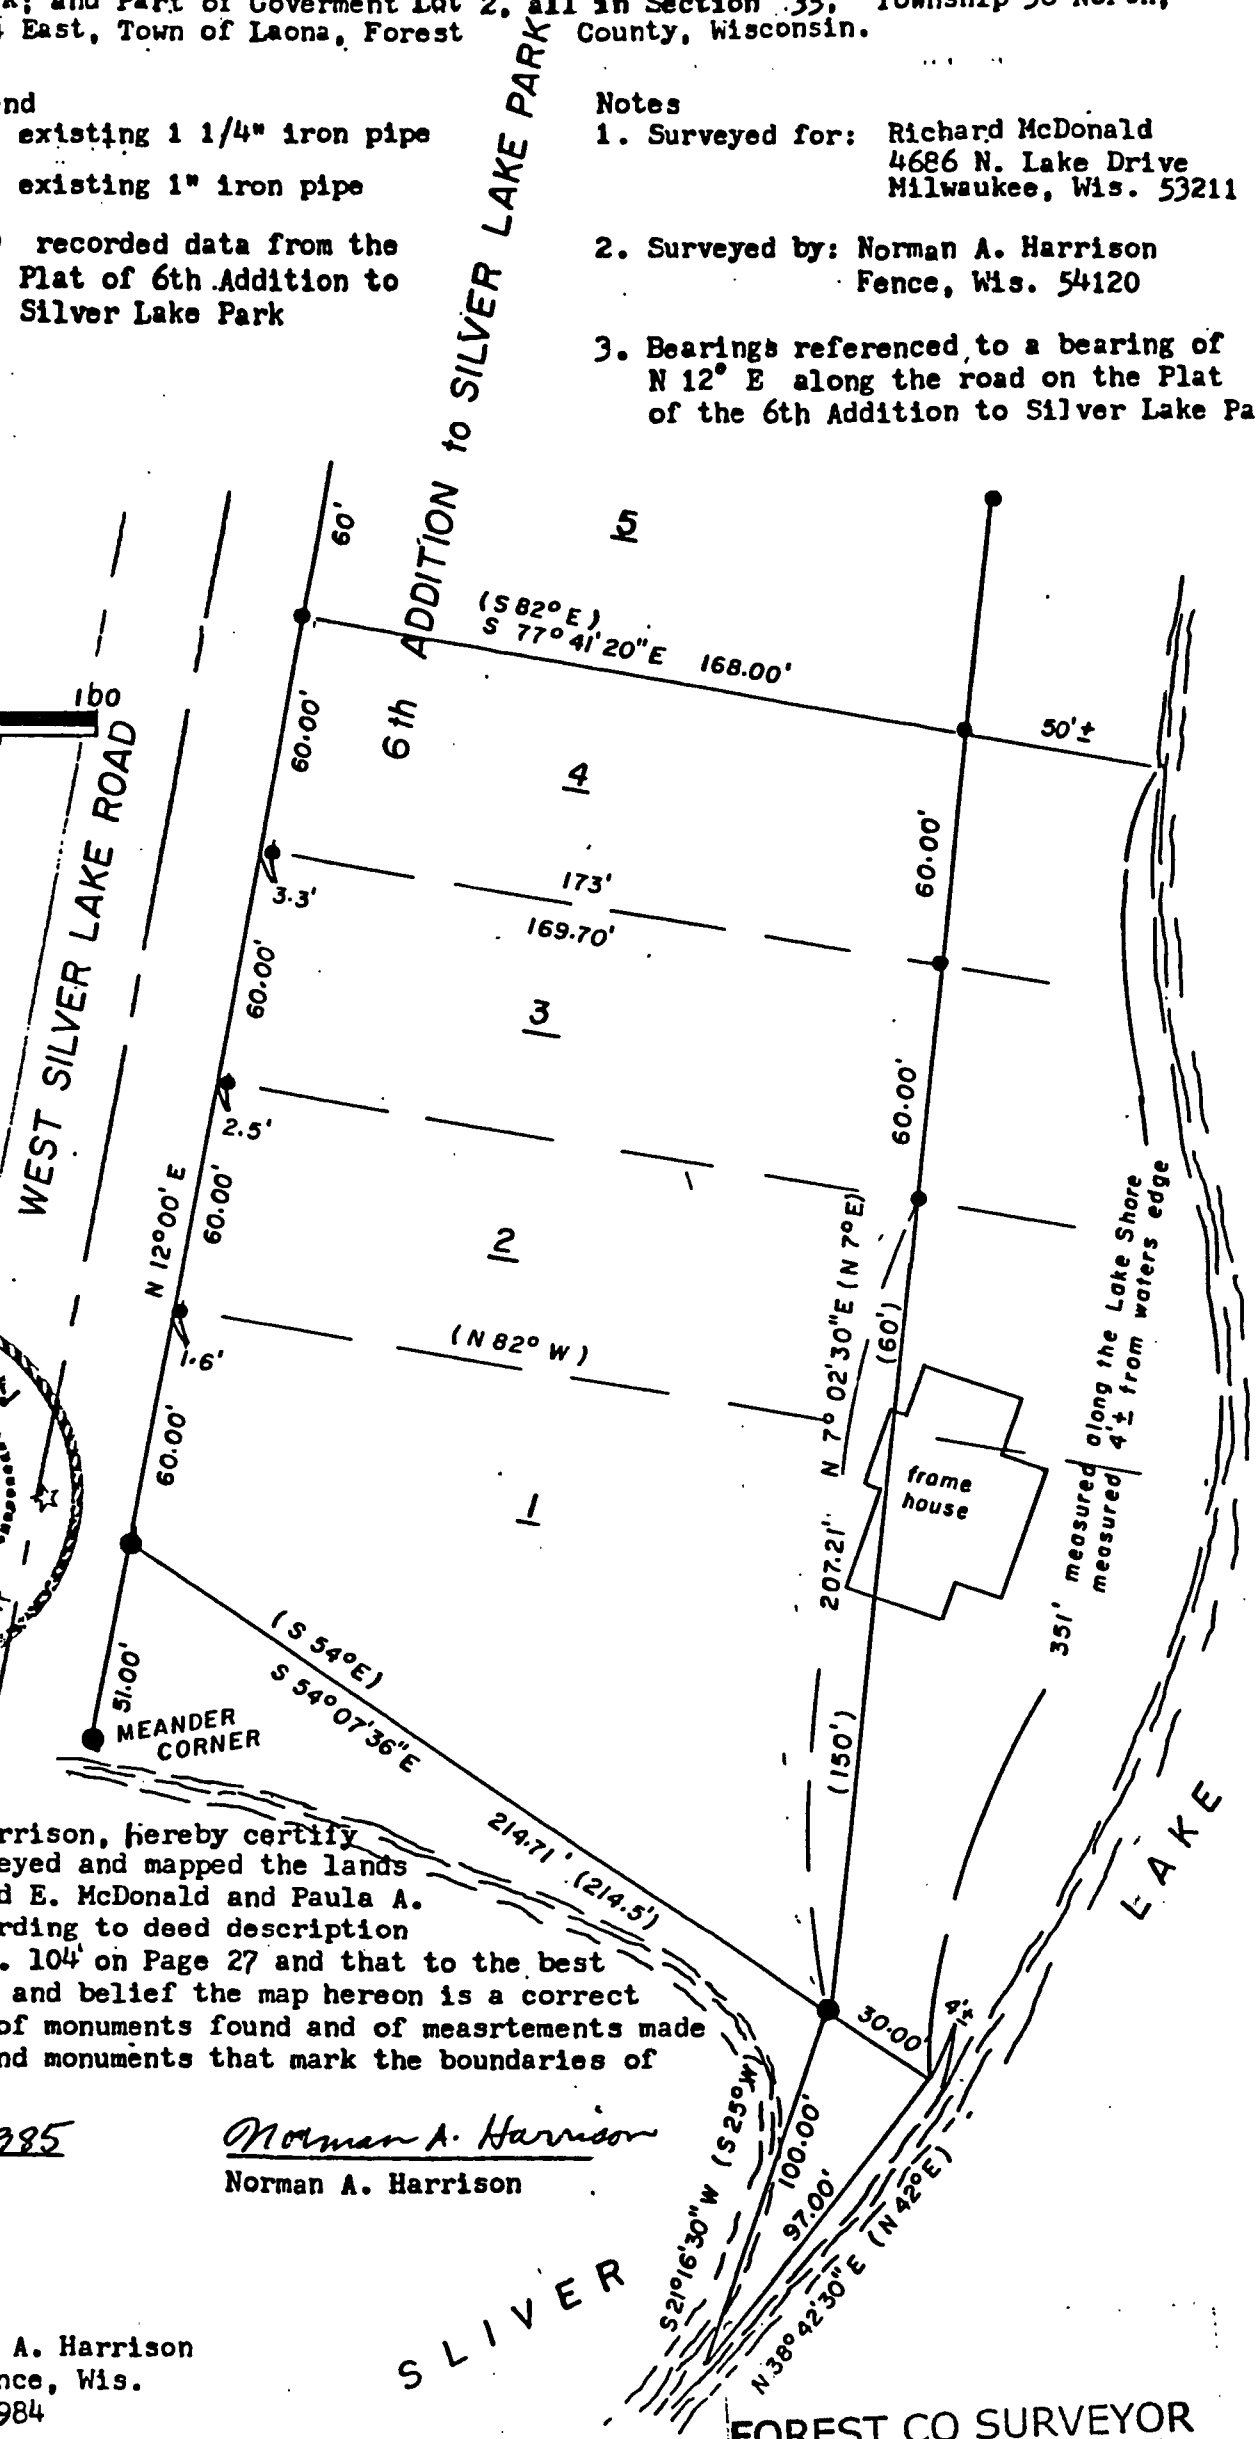 and Part of Goverment Lot 2, all in Section 35, Township
East, Town of Laona, Forest County, Wisconsin.
existing 1 1/4" iron pipe
existing 1" iron pipe
recorded data from the
Plat of 6th Addition to
Silver Lake Park
Notes
1. Surveyed for: Richard McDonald
4686 N. Lake Drive
Milwaukee, Wis. 53211
2. Surveyed by: Norman A. Harrison
Fence, Wis. 54120
3. Bearings referenced to a bearing of
N 12° E along the road on the Plat
of the 6th Addition to Silver Lake Pa
6th ADDITION to SILVER LAKE PARK
60'
5
(S 82° E)
S 77° 41' 20" E 168.00'
50'±
100
WEST SILVER LAKE ROAD
60.00'
4
60.00'
3.3'
173'
169.70'
60.00'
3
60.00'
2.5'
N 12°00' E
60.00'
2
N 7° 02' 30" E (N 7° E)
(60')
1.6'
(N 82° W)
60.00'
1
frame
house
207.21'
351' measured along the Lake Shore
measured 4'± from waters edge
(S 54° E)
S 54° 07' 36" E
51.00'
MEANDER
CORNER
(150')
214.71' (214.5')
rrison, hereby certify
eyed and mapped the lands
d E. McDonald and Paula A.
rding to deed description
. 104 on Page 27 and that to the best
and belief the map hereon is a correct
of monuments found and of measrtements made
nd monuments that mark the boundaries of
30.00'
4'±
S 21° 16' 30" W (S 25° W)
100.00'
97.00'
N 38° 42' 30" E (N 42° E)
985
Norman A. Harrison
Norman A. Harrison
SLIVER LAKE
A. Harrison
nce, Wis.
984
FOREST CO SURVEYOR